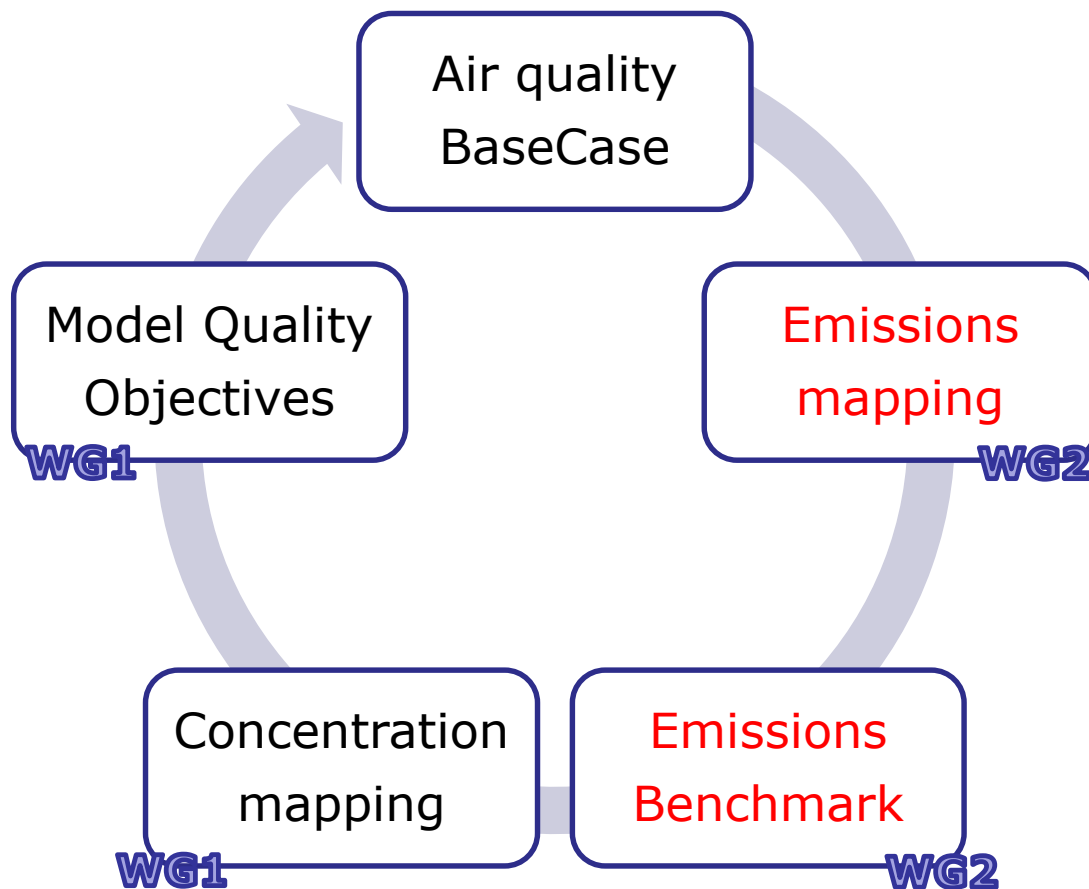 Air quality
BaseCase
Emissions
mapping
WG2
Emissions
Benchmark
WG2
Concentration
mapping
WG1
Model Quality
Objectives
WG1